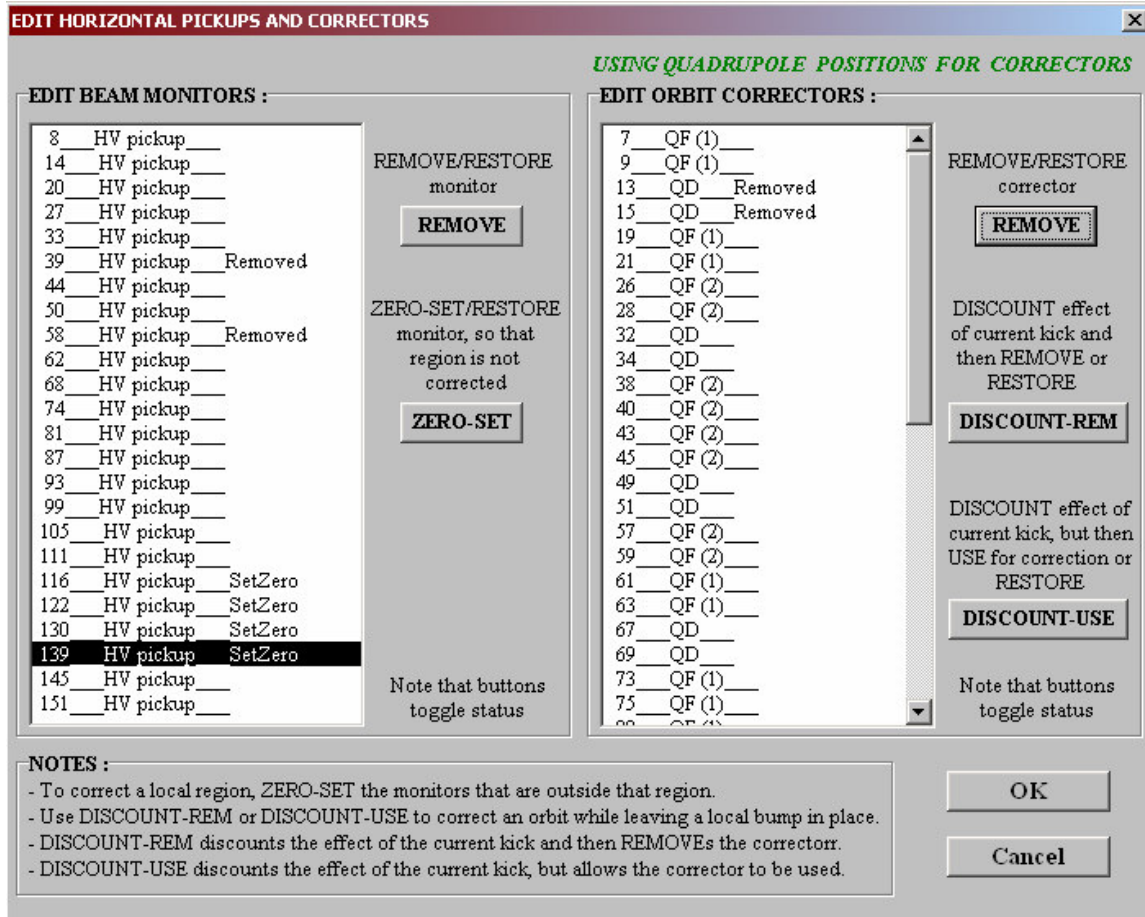 EDIT HORIZONTAL PICKUPS AND CORRECTORS
USING QUADRUPOLE POSITIONS FOR CORRECTORS
EDIT BEAM MONITORS :
8___HV pickup___
14___HV pickup___
20___HV pickup___
27___HV pickup___
33___HV pickup___
39___HV pickup___Removed
44___HV pickup___
50___HV pickup___
58___HV pickup___Removed
62___HV pickup___
68___HV pickup___
74___HV pickup___
81___HV pickup___
87___HV pickup___
93___HV pickup___
99___HV pickup___
105___HV pickup___
111___HV pickup___
116___HV pickup___SetZero
122___HV pickup___SetZero
130___HV pickup___SetZero
139___HV pickup___SetZero
145___HV pickup___
151___HV pickup___
REMOVE/RESTORE
monitor
REMOVE
ZERO-SET/RESTORE
monitor, so that
region is not
corrected
ZERO-SET
Note that buttons
toggle status
EDIT ORBIT CORRECTORS :
7___QF (1)___
9___QF (1)___
13___QD___Removed
15___QD___Removed
19___QF (1)___
21___QF (1)___
26___QF (2)___
28___QF (2)___
32___QD___
34___QD___
38___QF (2)___
40___QF (2)___
43___QF (2)___
45___QF (2)___
49___QD___
51___QD___
57___QF (2)___
59___QF (2)___
61___QF (1)___
63___QF (1)___
67___QD___
69___QD___
73___QF (1)___
75___QF (1)___
REMOVE/RESTORE
corrector
REMOVE
DISCOUNT effect
of current kick and
then REMOVE or
RESTORE
DISCOUNT-REM
DISCOUNT effect of
current kick, but then
USE for correction or
RESTORE
DISCOUNT-USE
Note that buttons
toggle status
NOTES :
- To correct a local region, ZERO-SET the monitors that are outside that region.
- Use DISCOUNT-REM or DISCOUNT-USE to correct an orbit while leaving a local bump in place.
- DISCOUNT-REM discounts the effect of the current kick and then REMOVEs the correctorr.
- DISCOUNT-USE discounts the effect of the current kick, but allows the corrector to be used.
OK
Cancel